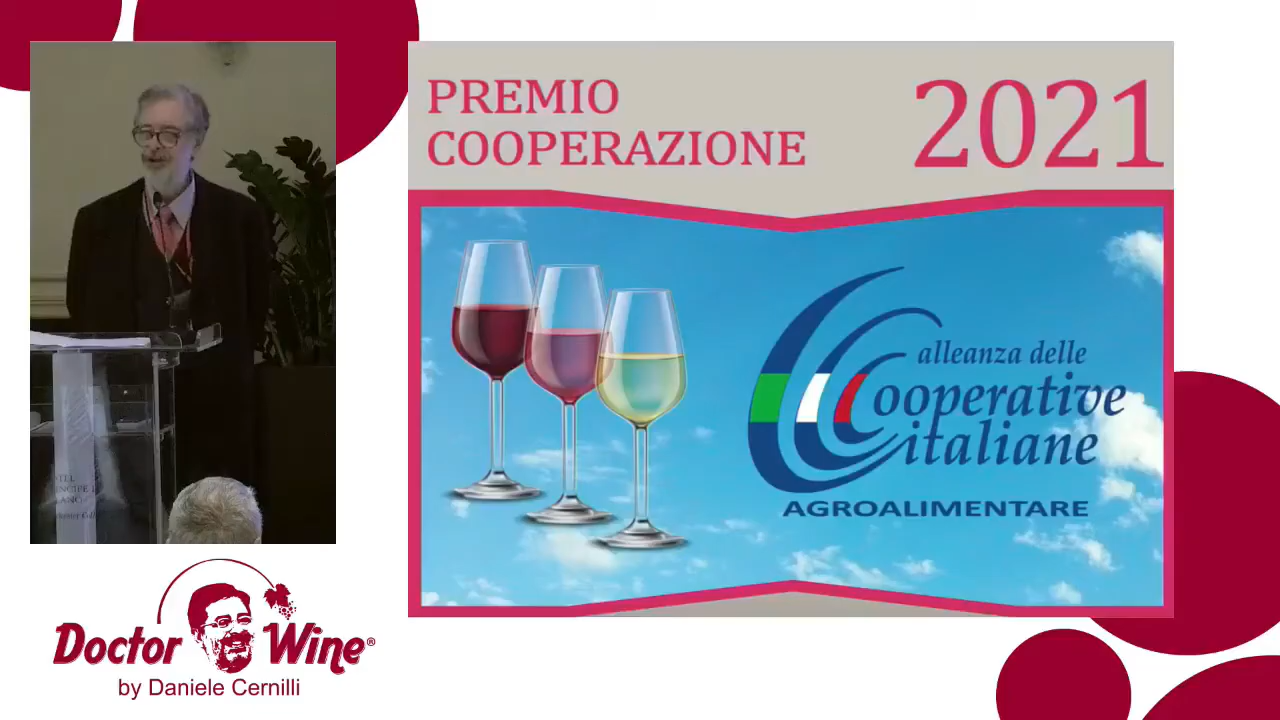 PREMIO
COOPERAZIONE
2021
alleanza delle
Cooperative
italiane
AGROALIMENTARE
Doctor Wine®
by Daniele Cernilli